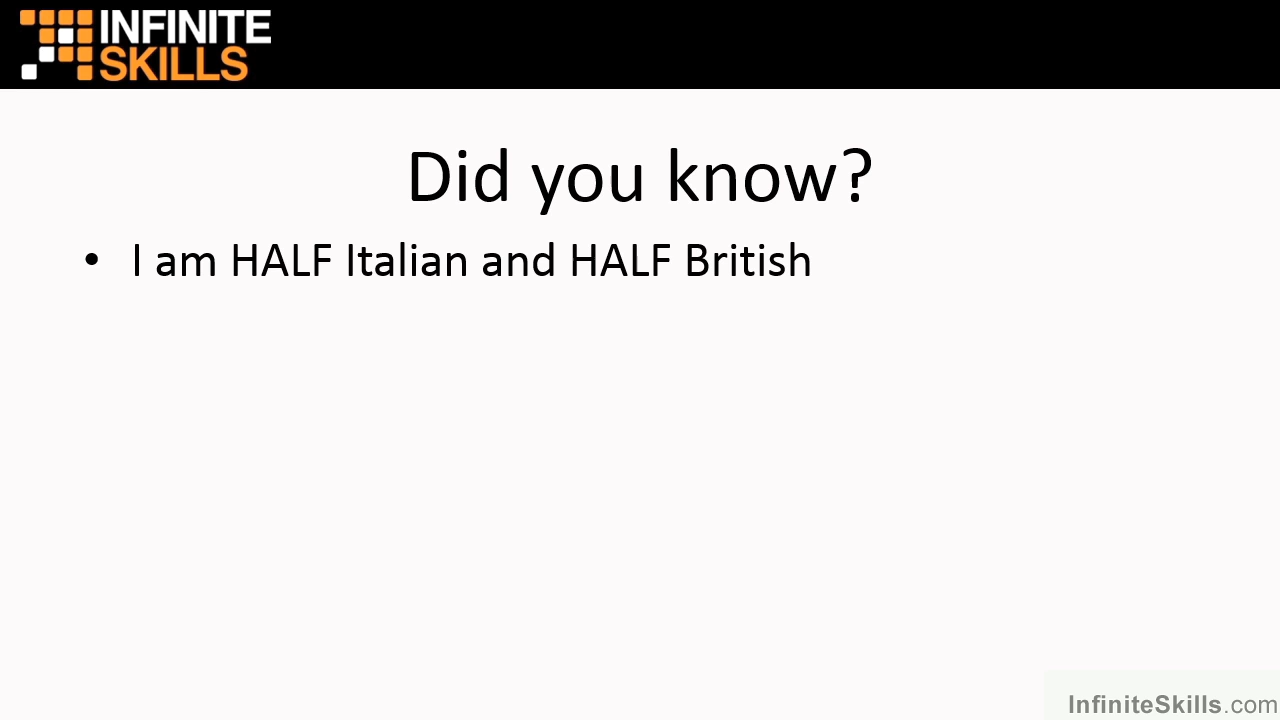 INFINITE
SKILLS
Did you know?
• I am HALF Italian and HALF British
InfiniteSkills.com